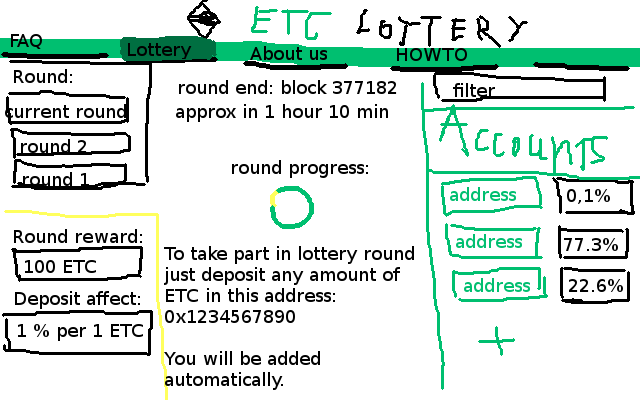 ETC LOTTERY
FAQ
Lottery
About us
HOWTO
Round:
current round
round 2
round 1
Round reward:
100 ETC
Deposit affect:
1 % per 1 ETC
round end: block 377182
approx in 1 hour 10 min
round progress:
To take part in lottery round
just deposit any amount of
ETC in this address:
0x1234567890
You will be added
automatically.
filter
ACCOUNTS
address 0,1%
address 77.3%
address 22.6%
+